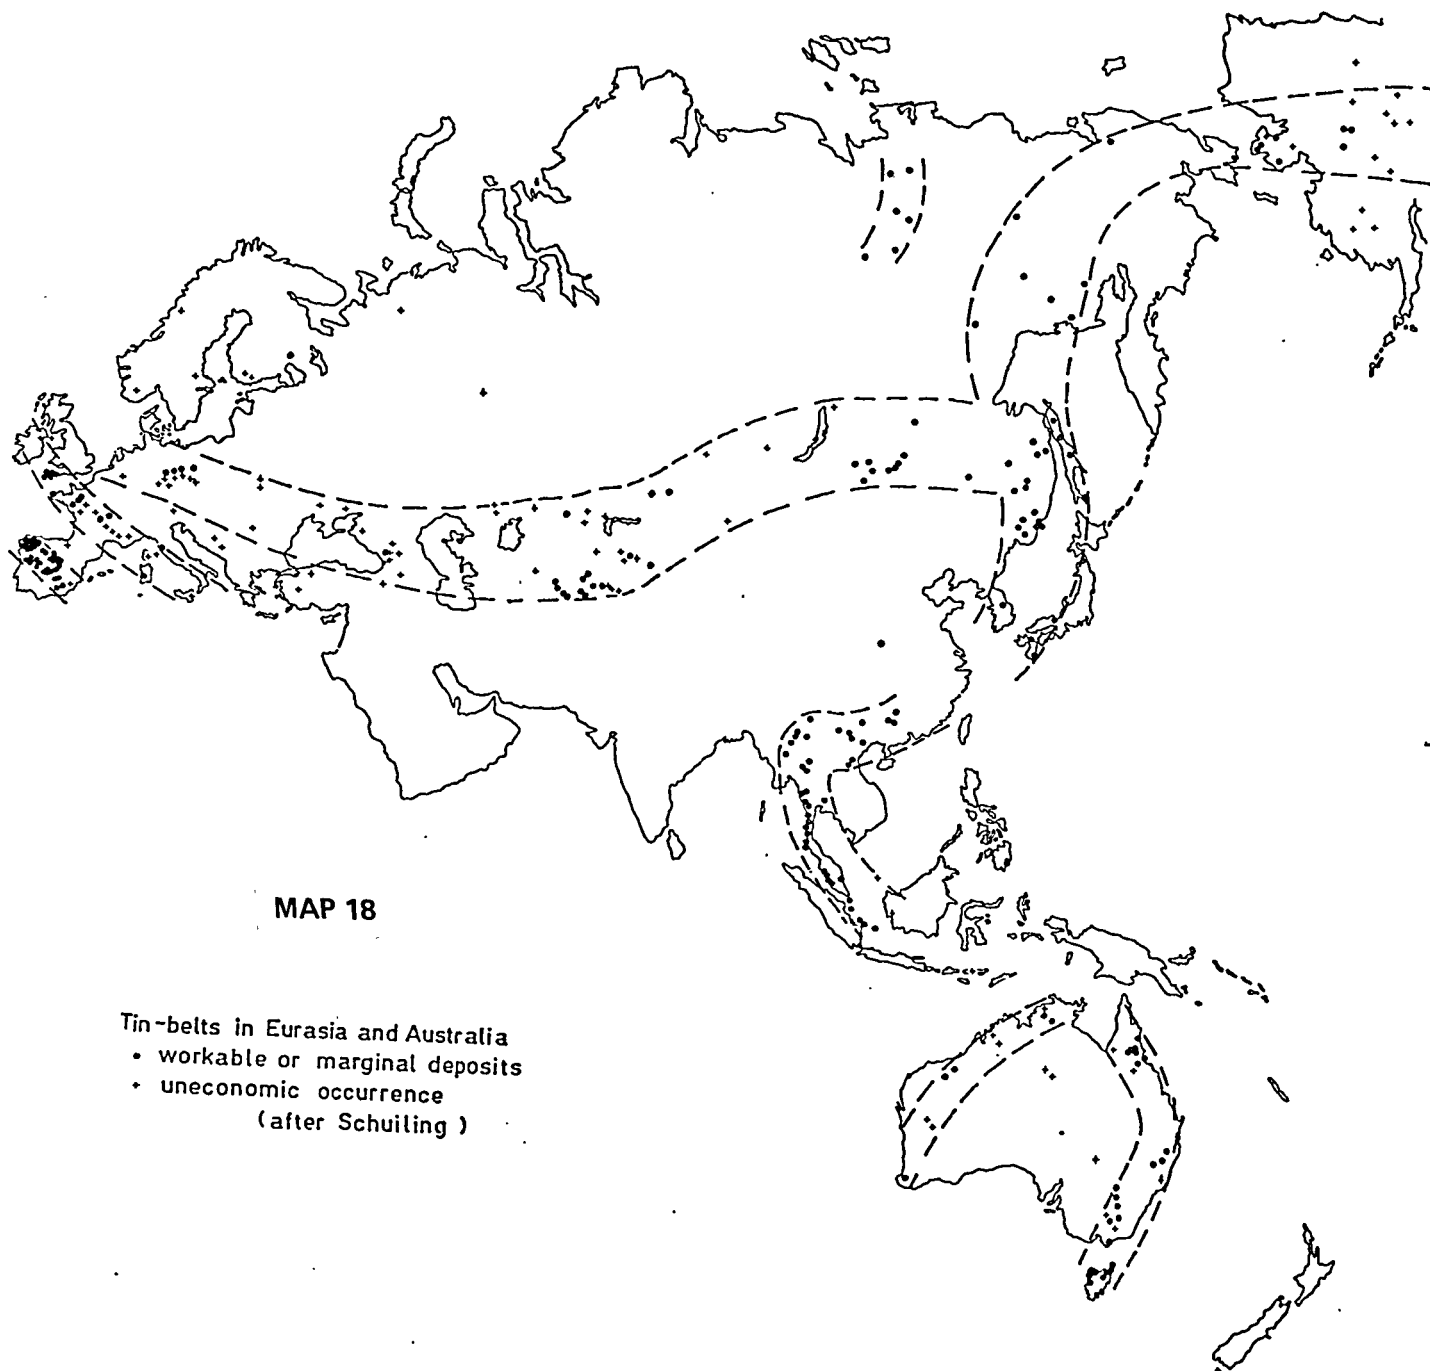 MAP 18
Tin-belts in Eurasia and Australia
• workable or marginal deposits
+ uneconomic occurrence
(after Schuiling )